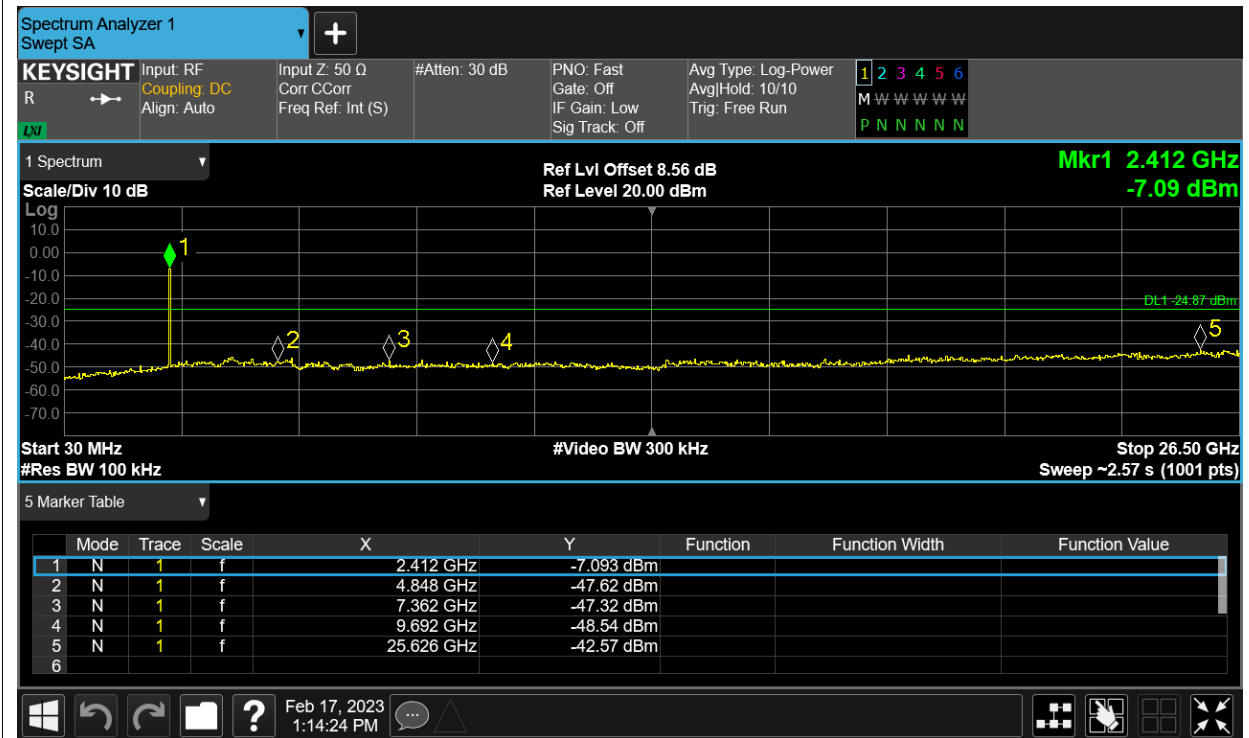 Spectrum Analyzer 1
Swept SA
+
KEYSIGHT Input: RF Input Z: 50 Ω #Atten: 30 dB PNO: Fast Avg Type: Log-Power 1 2 3 4 5 6
R Coupling: DC Corr CCorr Gate: Off Avg|Hold: 10/10 M W W W W W
Align: Auto Freq Ref: Int (S) IF Gain: Low Trig: Free Run
LXI Sig Track: Off P N N N N N
1 Spectrum Ref Lvl Offset 8.56 dB Mkr1 2.412 GHz
Scale/Div 10 dB Ref Level 20.00 dBm -7.09 dBm
Log
10.0
0.00 1
-10.0
-20.0 DL1 -24.87 dBm
-30.0
-40.0 2 3 4 5
-50.0
-60.0
-70.0
Start 30 MHz #Video BW 300 kHz Stop 26.50 GHz
#Res BW 100 kHz Sweep ~2.57 s (1001 pts)
5 Marker Table
Mode Trace Scale X Y Function Function Width Function Value
1 N 1 f 2.412 GHz -7.093 dBm
2 N 1 f 4.848 GHz -47.62 dBm
3 N 1 f 7.362 GHz -47.32 dBm
4 N 1 f 9.692 GHz -48.54 dBm
5 N 1 f 25.626 GHz -42.57 dBm
6
? Feb 17, 2023
1:14:24 PM